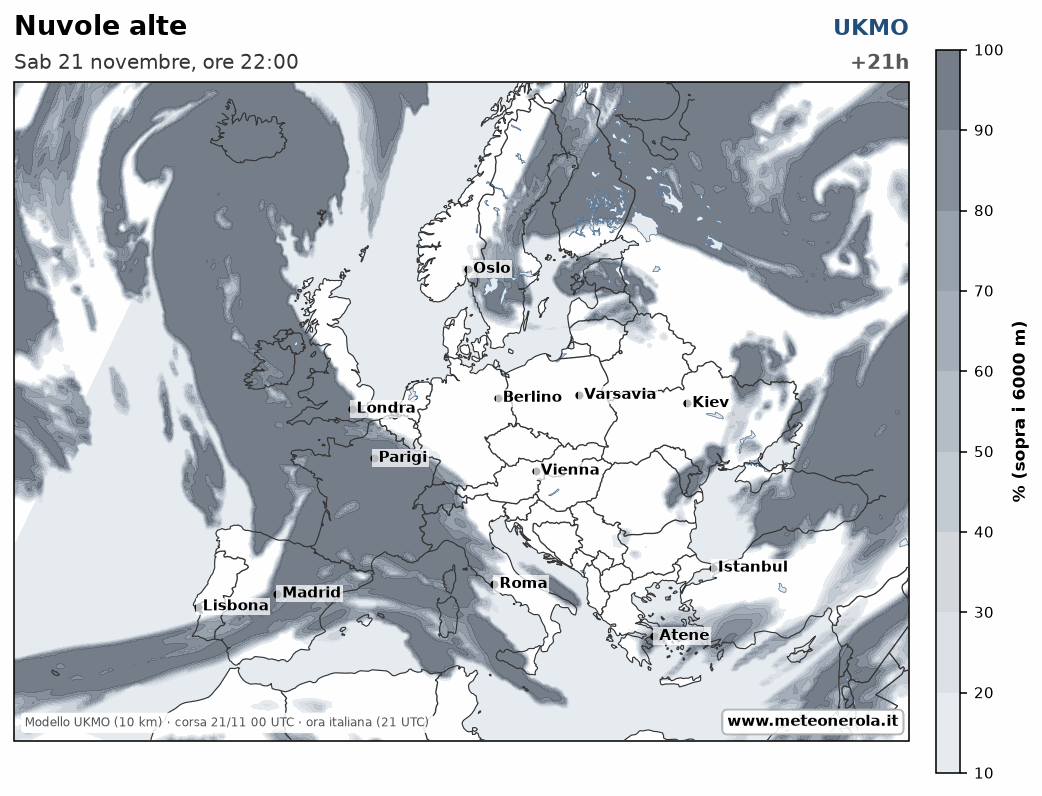 Nuvole alte
UKMO
Sab 21 novembre, ore 22:00
+21h
Oslo
Londra
Berlino
Varsavia
Kiev
Parigi
Vienna
Istanbul
Roma
Madrid
Lisbona
Atene
Modello UKMO (10 km) · corsa 21/11 00 UTC · ora italiana (21 UTC)
www.meteonerola.it
100
90
80
70
60
50
40
30
20
10
% (sopra i 6000 m)